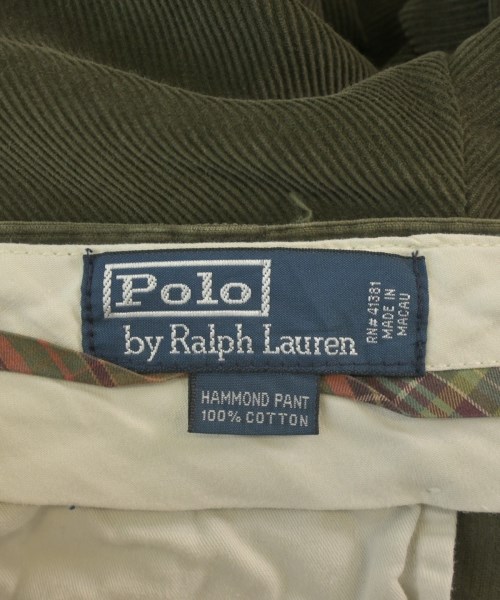 Polo
by Ralph Lauren
RN# 41381
MADE IN
MACAU
HAMMOND PANT
100% COTTON